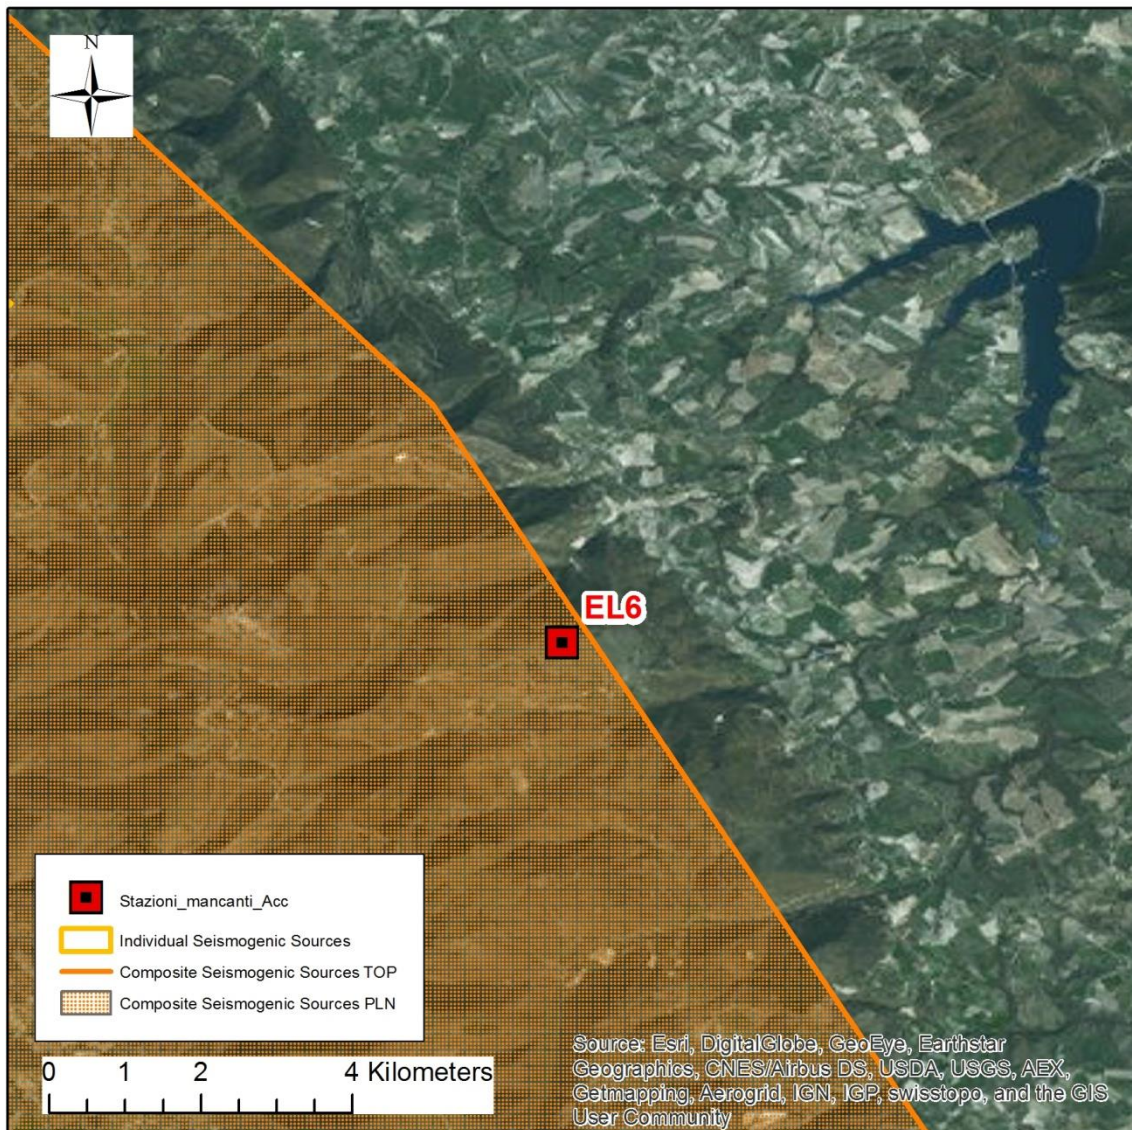 N
EL6
Stazioni_mancanti_Acc
Individual Seismogenic Sources
Composite Seismogenic Sources TOP
Composite Seismogenic Sources PLN
0 1 2 4 Kilometers
Source: Esri, DigitalGlobe, GeoEye, Earthstar
Geographics, CNES/Airbus DS, USDA, USGS, AEX,
Getmapping, Aerogrid, IGN, IGP, swisstopo, and the GIS
User Community